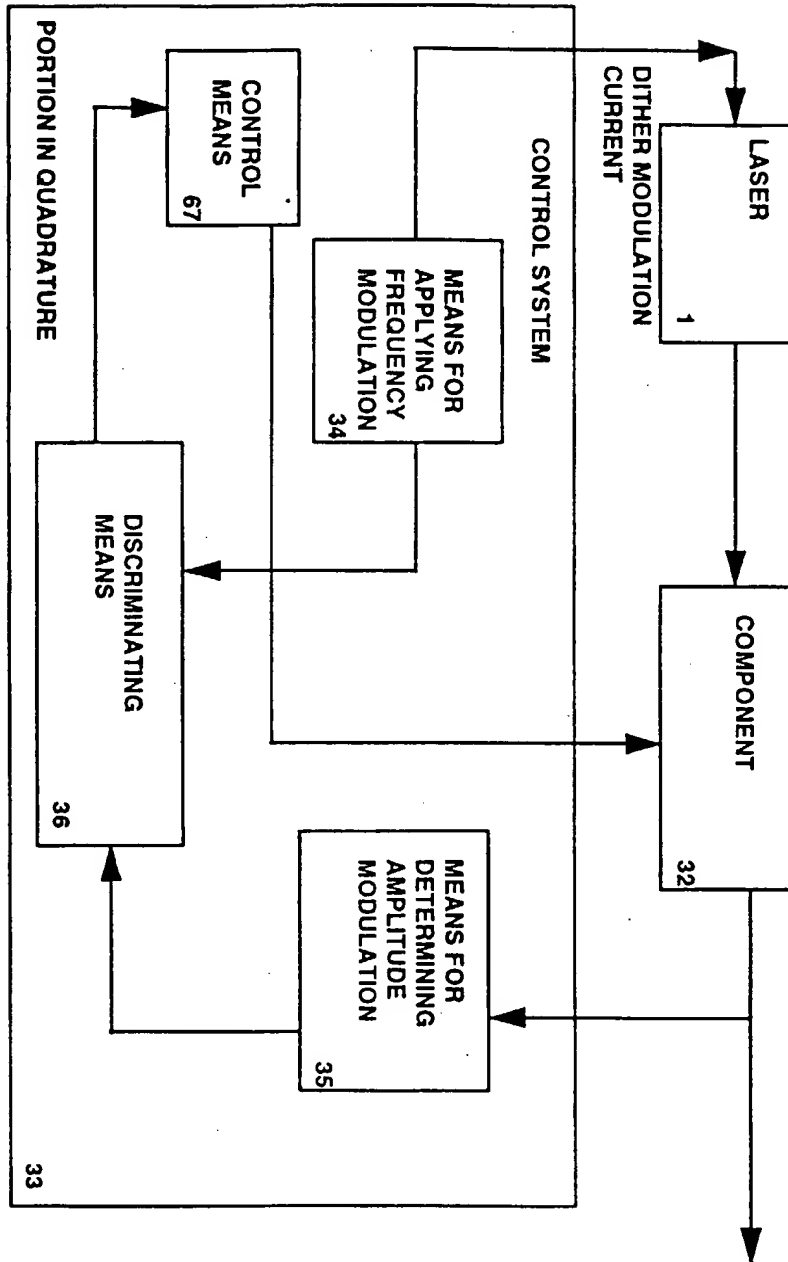 LASER
1
COMPONENT
32
DITHER MODULATION
CURRENT
CONTROL SYSTEM
MEANS FOR
APPLYING
FREQUENCY
MODULATION
34
MEANS FOR
DETERMINING
AMPLITUDE
MODULATION
35
CONTROL
MEANS
67
DISCRIMINATING
MEANS
36
PORTION IN QUADRATURE
33